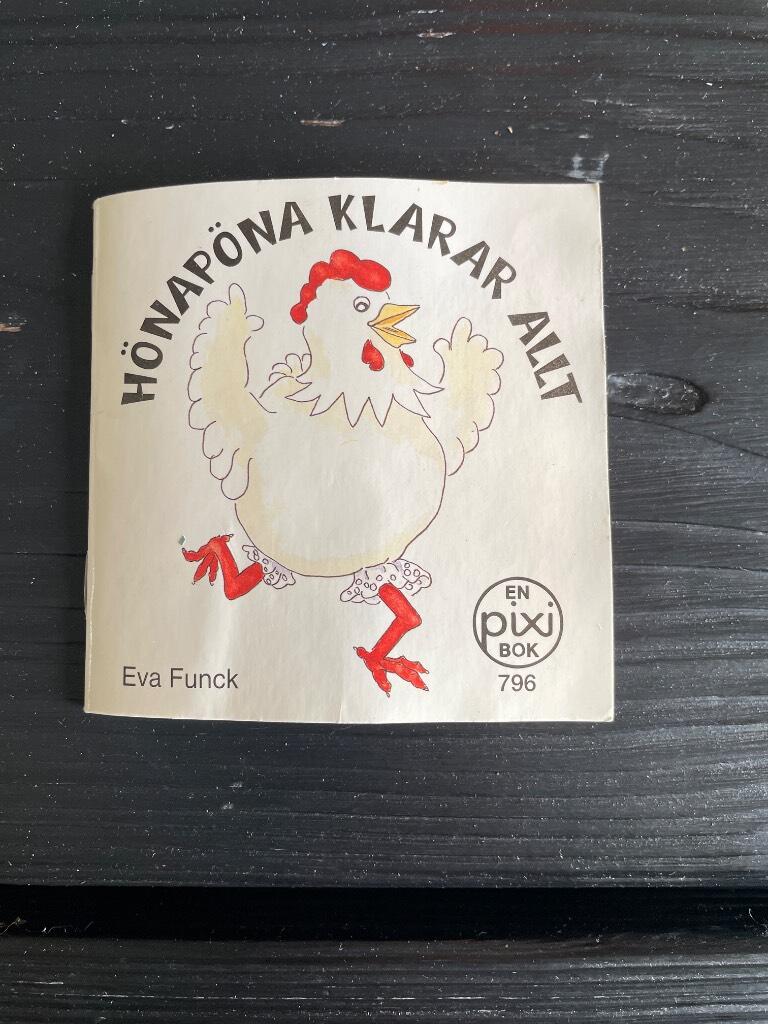 HÖNAPÖNA KLARAR ALLT
EN
pixi
BOK
796
Eva Funck